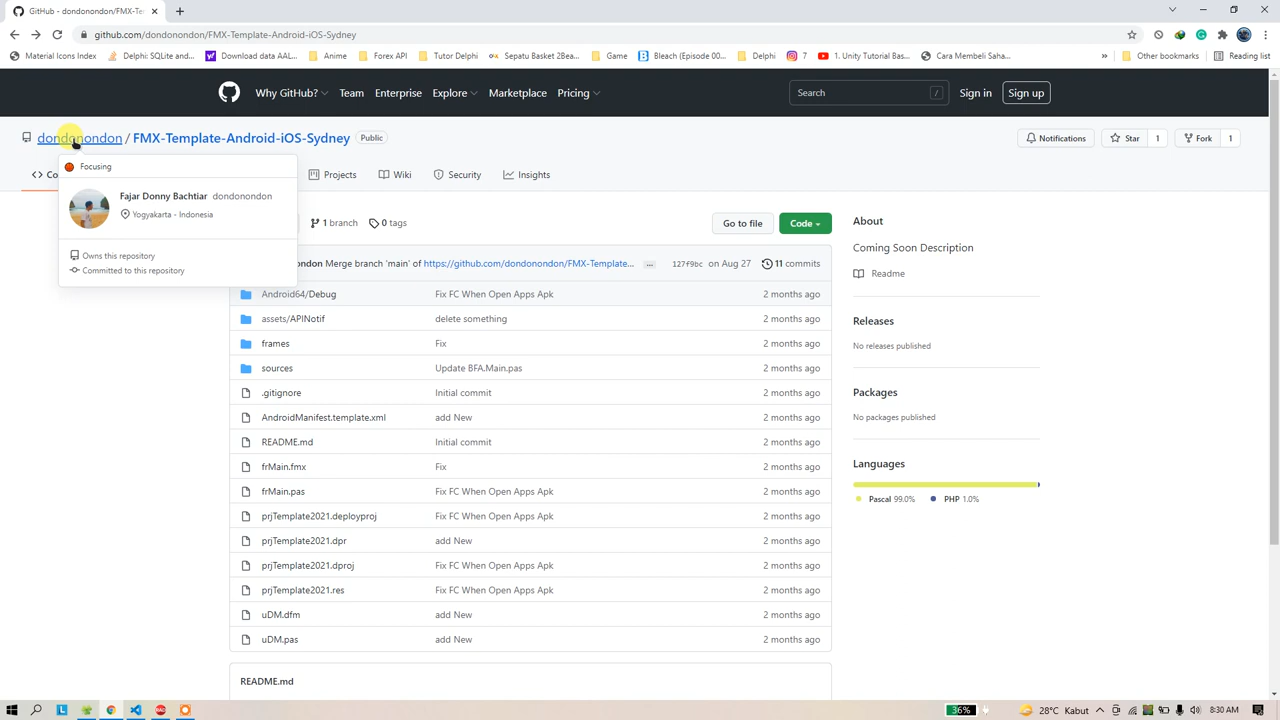 GitHub - dondonondon/FMX-Te
github.com/dondonondon/FMX-Template-Android-iOS-Sydney
Material Icons Index
Delphi: SQLite and...
Download data AAL...
Anime
Forex API
Tutor Delphi
Sepatu Basket 2Bea...
Game
Bleach (Episode 00...
Delphi
7
1. Unity Tutorial Bas...
Cara Membeli Saha...
»
Other bookmarks
Reading list
Why GitHub?
Team
Enterprise
Explore
Marketplace
Pricing
Search
/
Sign in
Sign up
dondonondon / FMX-Template-Android-iOS-Sydney
Public
Notifications
Star
1
Fork
1
Focusing
Fajar Donny Bachtiar dondonondon
Yogyakarta - Indonesia
Owns this repository
Committed to this repository
<> Co
Projects
Wiki
Security
Insights
1 branch
0 tags
Go to file
Code
ondon Merge branch 'main' of https://github.com/dondonondon/FMX-Template...
...
127f9bc on Aug 27
11 commits
Android64/Debug
Fix FC When Open Apps Apk
2 months ago
assets/APINotif
delete something
2 months ago
frames
Fix
2 months ago
sources
Update BFA.Main.pas
2 months ago
.gitignore
Initial commit
2 months ago
AndroidManifest.template.xml
add New
2 months ago
README.md
Initial commit
2 months ago
frMain.fmx
Fix
2 months ago
frMain.pas
Fix FC When Open Apps Apk
2 months ago
prjTemplate2021.deployproj
Fix FC When Open Apps Apk
2 months ago
prjTemplate2021.dpr
add New
2 months ago
prjTemplate2021.dproj
Fix FC When Open Apps Apk
2 months ago
prjTemplate2021.res
Fix FC When Open Apps Apk
2 months ago
uDM.dfm
add New
2 months ago
uDM.pas
add New
2 months ago
README.md
About
Coming Soon Description
Readme
Releases
No releases published
Packages
No packages published
Languages
Pascal 99.0%
PHP 1.0%
36%
28°C Kabut
8:30 AM